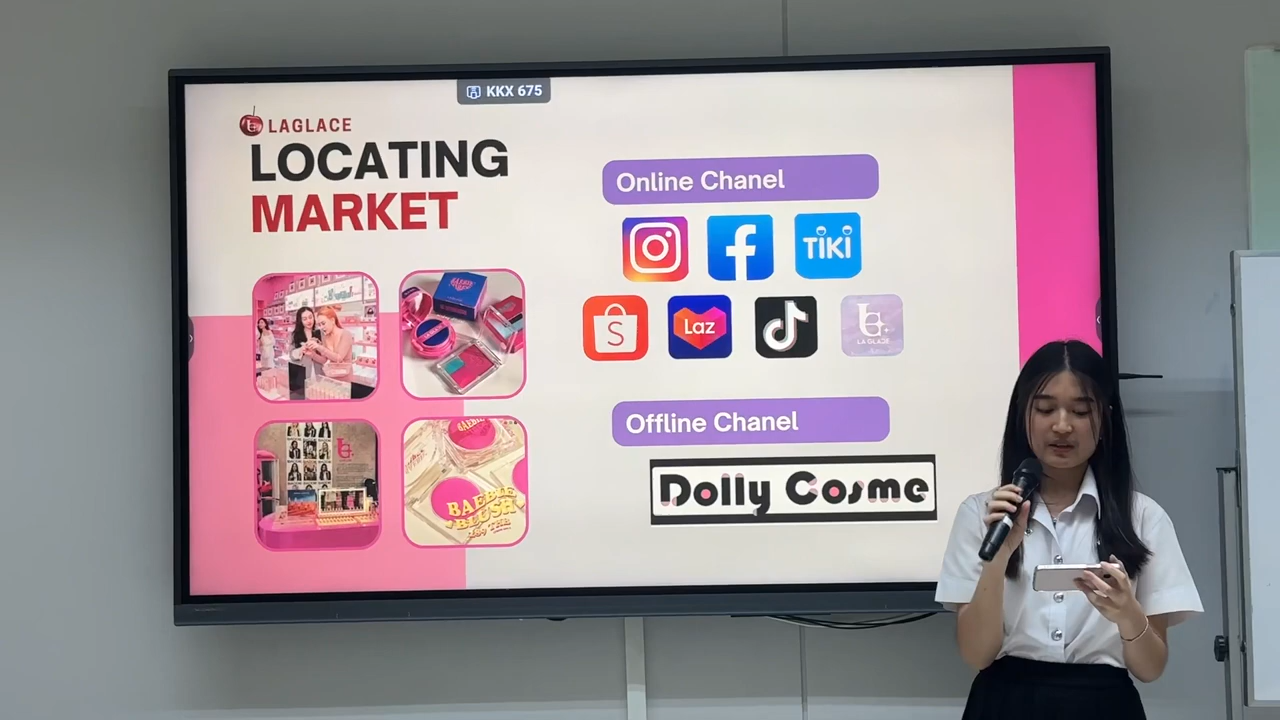 KKX 675
LAGLACE
LOCATING
MARKET
Online Chanel
TiKi
S
Laz
LA GLACE
Offline Chanel
Dolly Cosme
BAEBIE
BLUSH